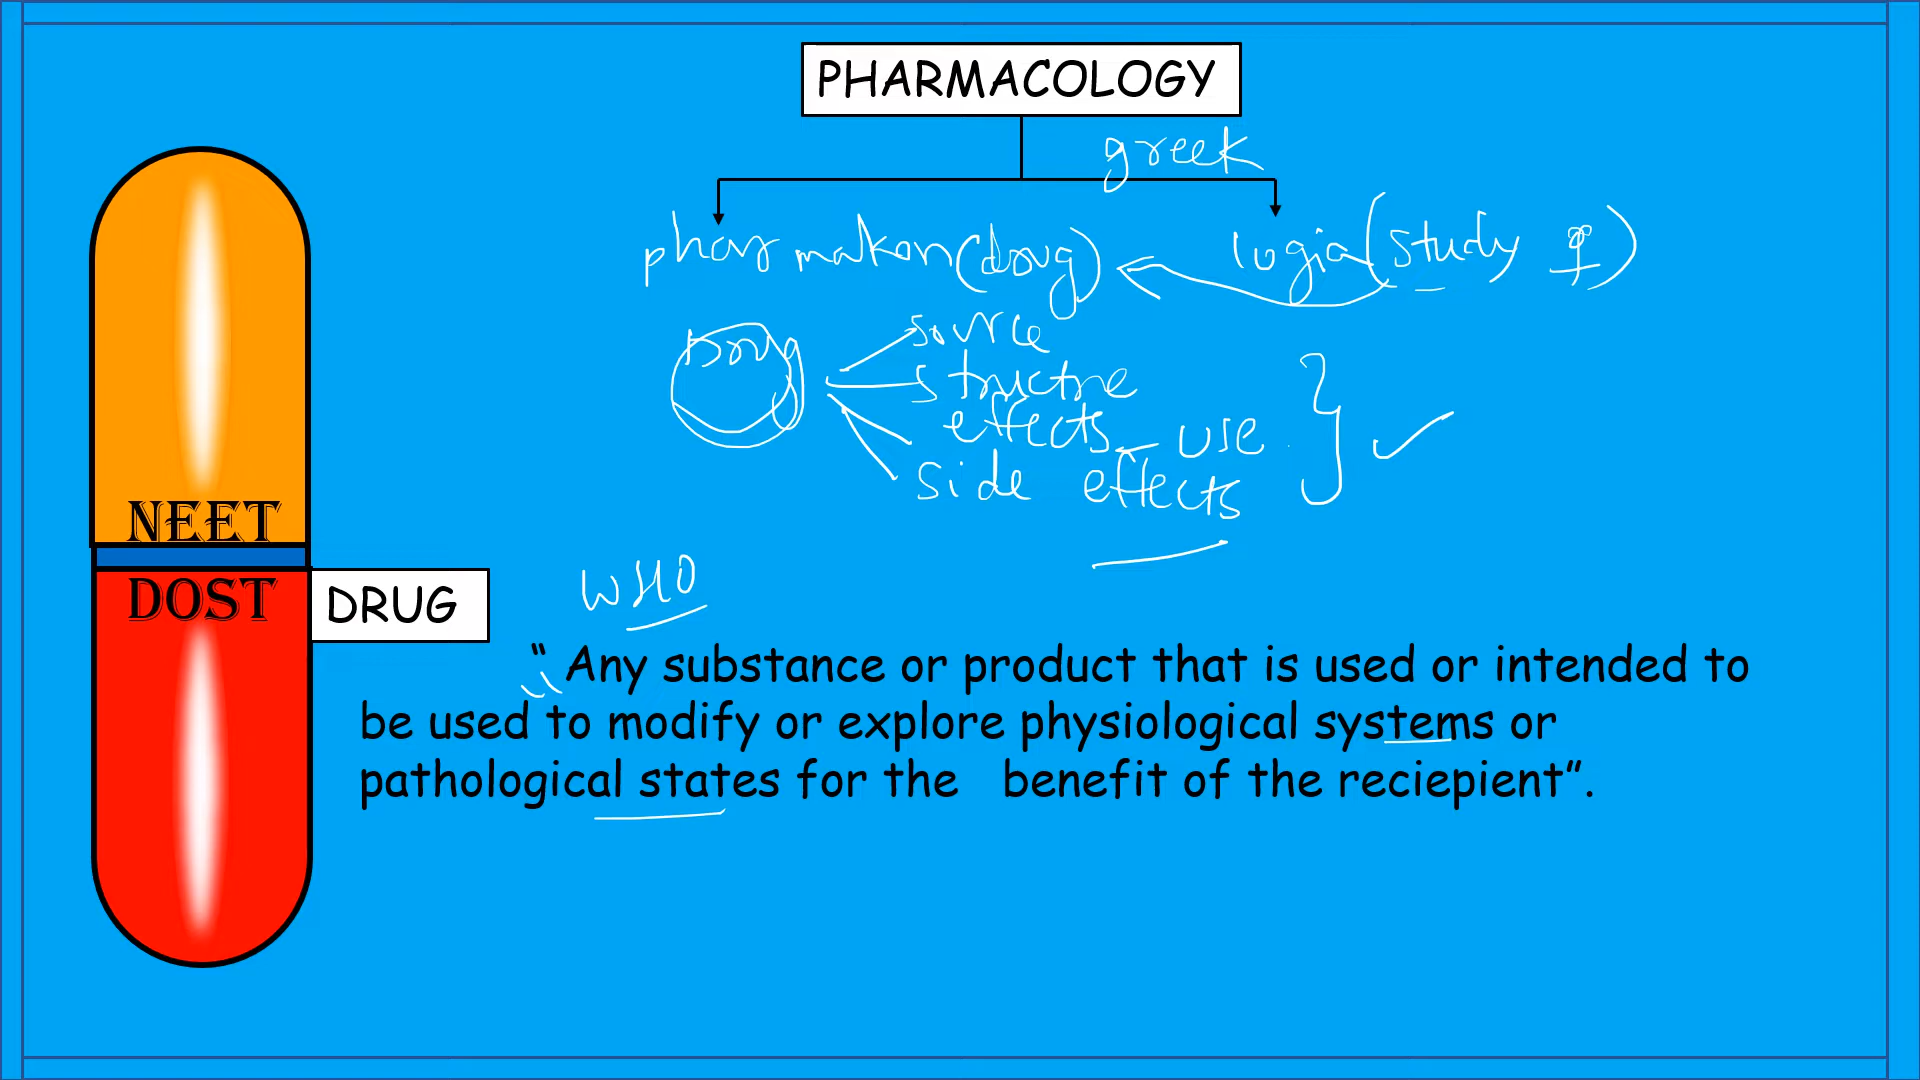 PHARMACOLOGY
greek
pharmakon (drug) logia (study of)
Drug
source
structre
effects - use
side effects
NEET
DOST
DRUG
WHO
“ Any substance or product that is used or intended to
be used to modify or explore physiological systems or
pathological states for the benefit of the reciepient”.